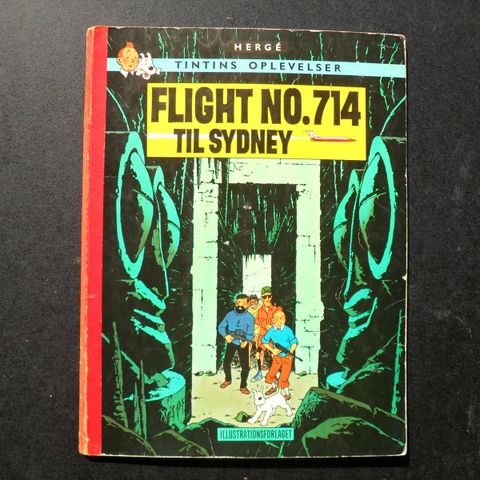 HERGÉ
TINTINS OPLEVELSER
FLIGHT NO.714
TIL SYDNEY
ILLUSTRATIONSFORLAGET